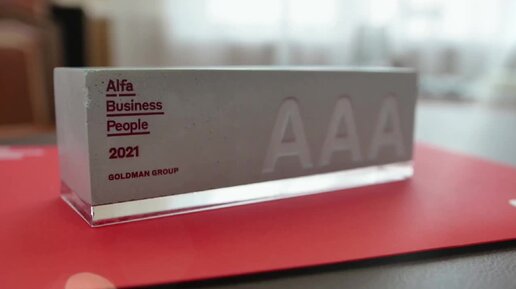 Alfa
Business
People
2021
GOLDMAN GROUP
AAA